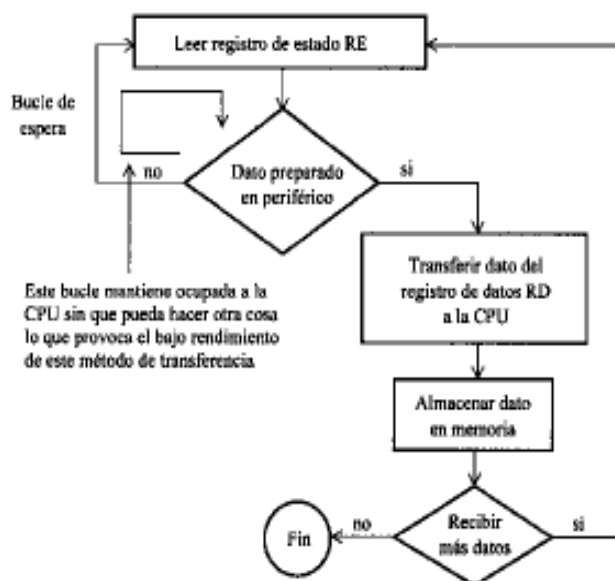 Leer registro de estado RE
Bucle de
espera
no
Dato preparado
en periférico
si
Transferir dato del
registro de datos RD
a la CPU
Este bucle mantiene ocupada a la
CPU sin que pueda hacer otra cosa
lo que provoca el bajo rendimiento
de este método de transferencia
Almacenar dato
en memoria
Fin
no
Recibir
más datos
si